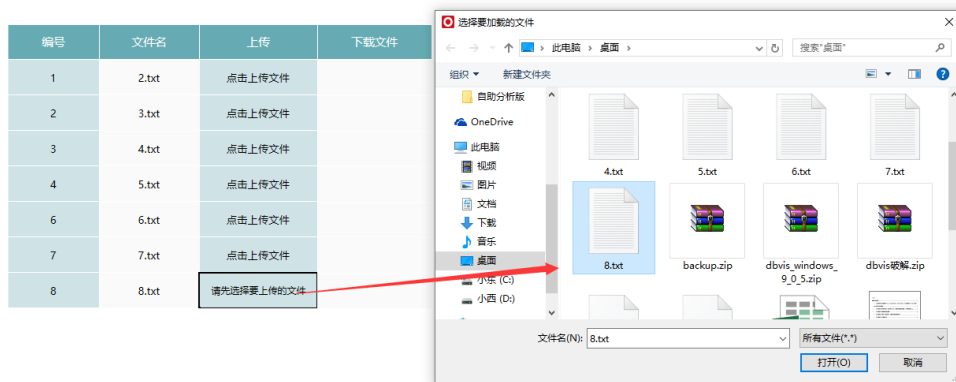 编号 文件名 上传 下载文件
1 2.txt 点击上传文件
2 3.txt 点击上传文件
3 4.txt 点击上传文件
4 5.txt 点击上传文件
6 6.txt 点击上传文件
7 7.txt 点击上传文件
8 8.txt 请先选择要上传的文件
选择要加载的文件
此电脑 › 桌面 ›
搜索"桌面"
组织 新建文件夹
自助分析版
OneDrive
此电脑
视频
图片
文档
下载
音乐
桌面
小东 (C:)
小西 (D:)
4.txt 5.txt 6.txt 7.txt
8.txt backup.zip dbvis_windows_9_0_5.zip dbvis破解.zip
文件名(N): 8.txt 所有文件(*.*)
打开(O) 取消